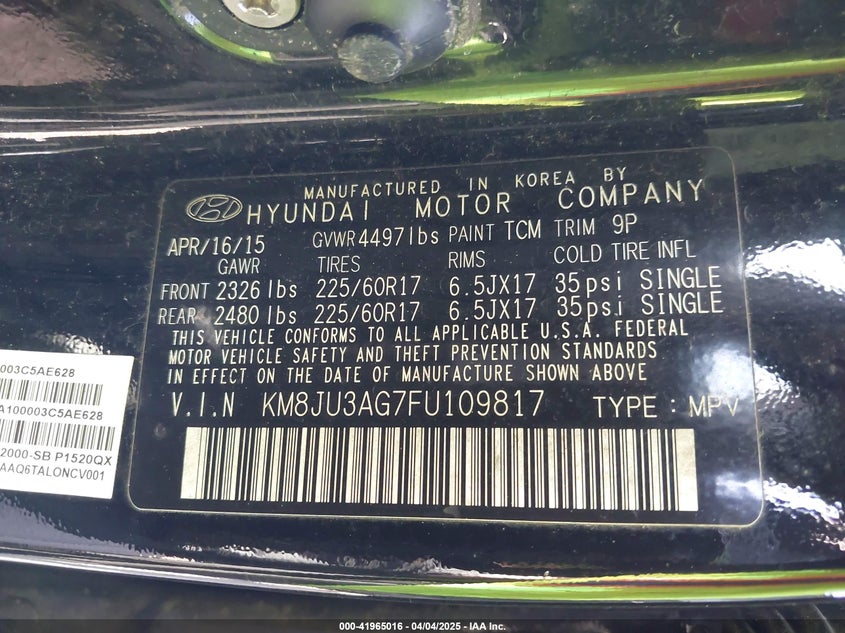 MANUFACTURED IN KOREA BY
HYUNDAI MOTOR COMPANY
APR/16/15 GVWR 4497 lbs PAINT TCM TRIM 9P
GAWR TIRES RIMS COLD TIRE INFL
FRONT 2326 lbs 225/60R17 6.5JX17 35 psi SINGLE
REAR 2480 lbs 225/60R17 6.5JX17 35 psi SINGLE
THIS VEHICLE CONFORMS TO ALL APPLICABLE U.S.A. FEDERAL
MOTOR VEHICLE SAFETY AND THEFT PREVENTION STANDARDS
IN EFFECT ON THE DATE OF MANUFACTURE SHOWN ABOVE
V.I.N KM8JU3AG7FU109817 TYPE : MPV
003C5AE628
A100003C5AE628
2000-SB P1520QX
AAQ6TALONCV001
000-41965016 - 04/04/2025 - IAA Inc.